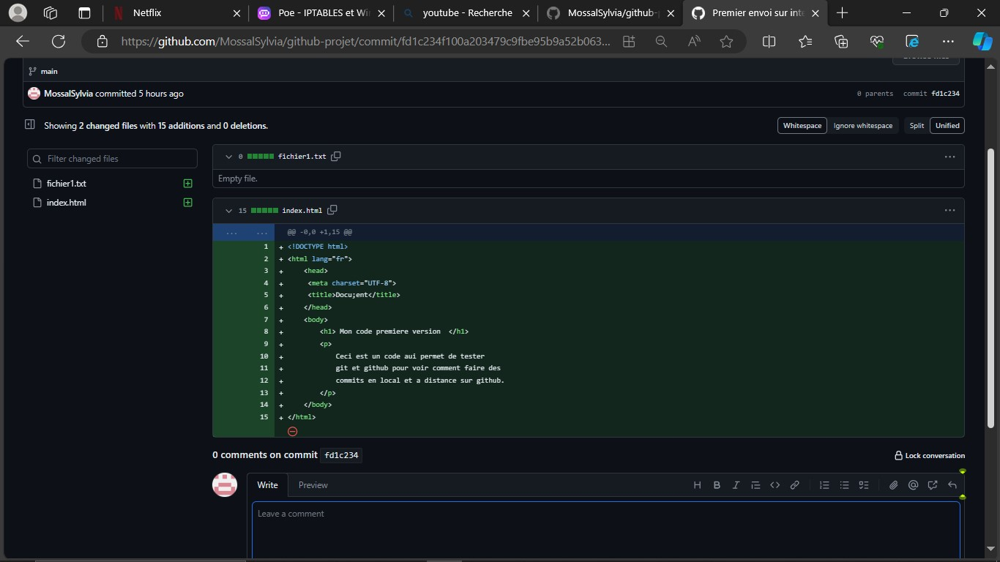 Netflix
Poe - IPTABLES et Wi
youtube - Recherche
MossalSylvia/github-
Premier envoi sur inte
https://github.com/MossalSylvia/github-projet/commit/fd1c234f100a203479c9fbe95b9a52b063...
main
MossalSylvia committed 5 hours ago
0 parents commit fd1c234
Showing 2 changed files with 15 additions and 0 deletions.
Whitespace Ignore whitespace Split Unified
Filter changed files
fichier1.txt
index.html
0 fichier1.txt
Empty file.
15 index.html
... ... @@ -0,0 +1,15 @@
1 + <!DOCTYPE html>
2 + <html lang="fr">
3 + <head>
4 + <meta charset="UTF-8">
5 + <title>Docu;ent</title>
6 + </head>
7 + <body>
8 + <h1> Mon code premiere version </h1>
9 + <p>
10 + Ceci est un code aui permet de tester
11 + git et github pour voir comment faire des
12 + commits en local et a distance sur github.
13 + </p>
14 + </body>
15 + </html>
0 comments on commit fd1c234
Lock conversation
Write Preview
Leave a comment